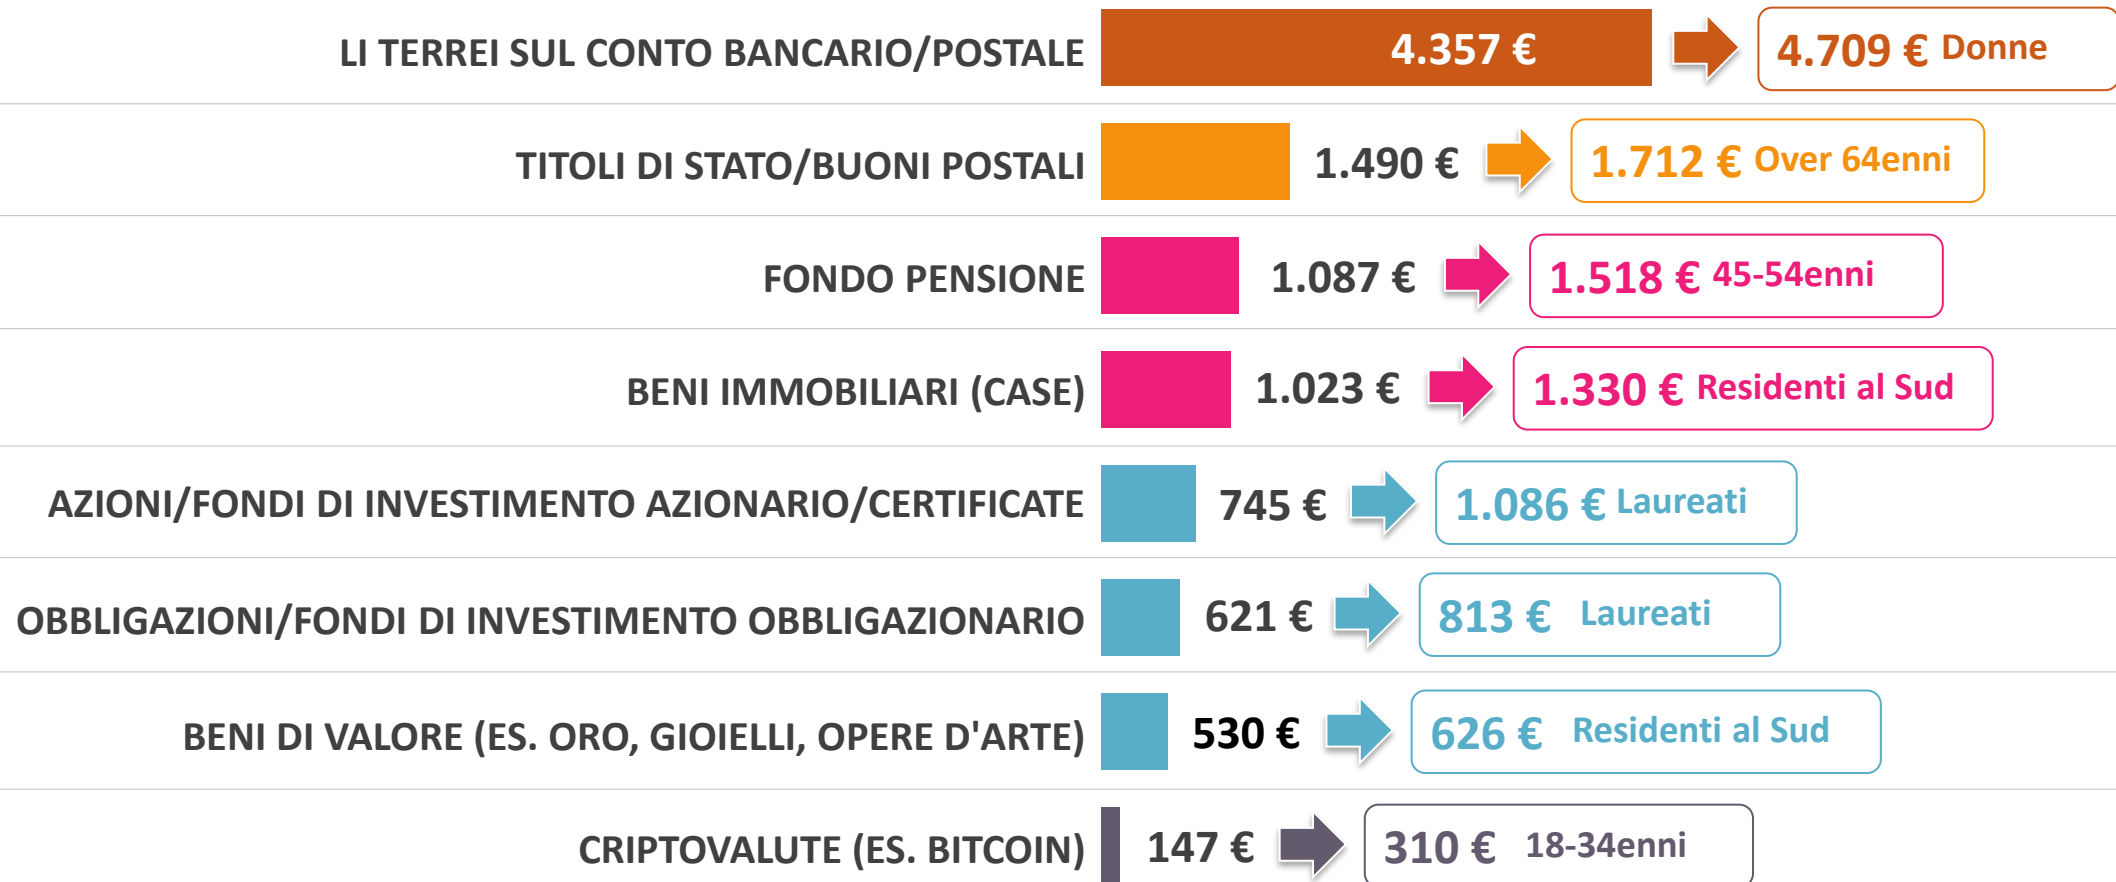 LI TERREI SUL CONTO BANCARIO/POSTALE 4.357 € 4.709 € Donne
TITOLI DI STATO/BUONI POSTALI 1.490 € 1.712 € Over 64enni
FONDO PENSIONE 1.087 € 1.518 € 45-54enni
BENI IMMOBILIARI (CASE) 1.023 € 1.330 € Residenti al Sud
AZIONI/FONDI DI INVESTIMENTO AZIONARIO/CERTIFICATE 745 € 1.086 € Laureati
OBBLIGAZIONI/FONDI DI INVESTIMENTO OBBLIGAZIONARIO 621 € 813 € Laureati
BENI DI VALORE (ES. ORO, GIOIELLI, OPERE D'ARTE) 530 € 626 € Residenti al Sud
CRIPTOVALUTE (ES. BITCOIN) 147 € 310 € 18-34enni